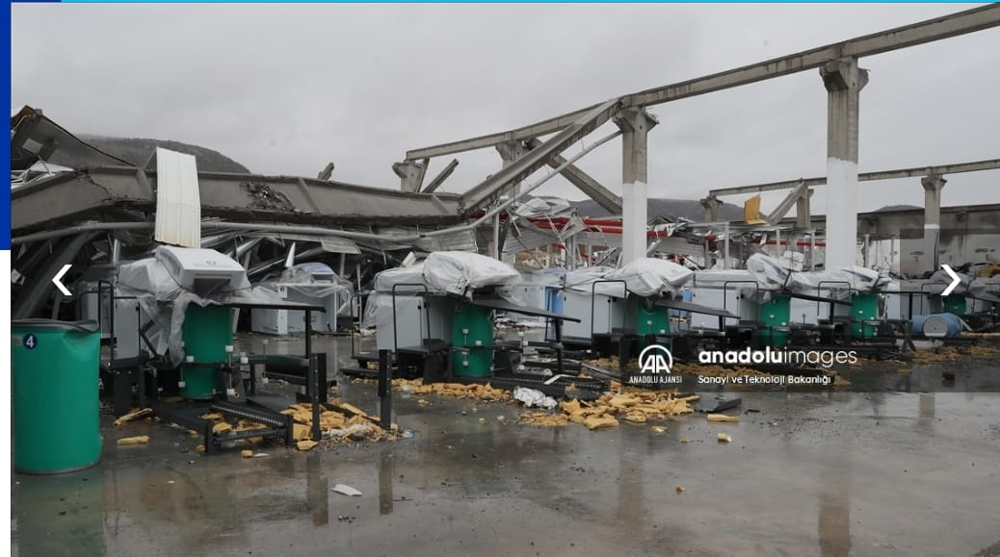 4
AA
ANADOLU AJANSI
anadoluimages
Sanayi ve Teknoloji Bakanlığı